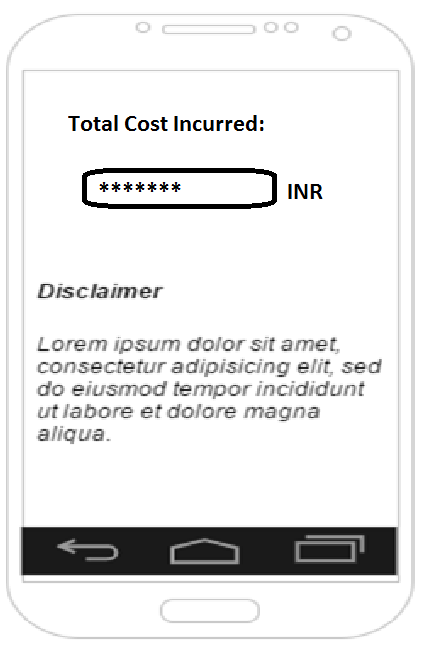 Total Cost Incurred:
******* INR
Disclaimer
Lorem ipsum dolor sit amet,
consectetur adipisicing elit, sed
do eiusmod tempor incididunt
ut labore et dolore magna
aliqua.